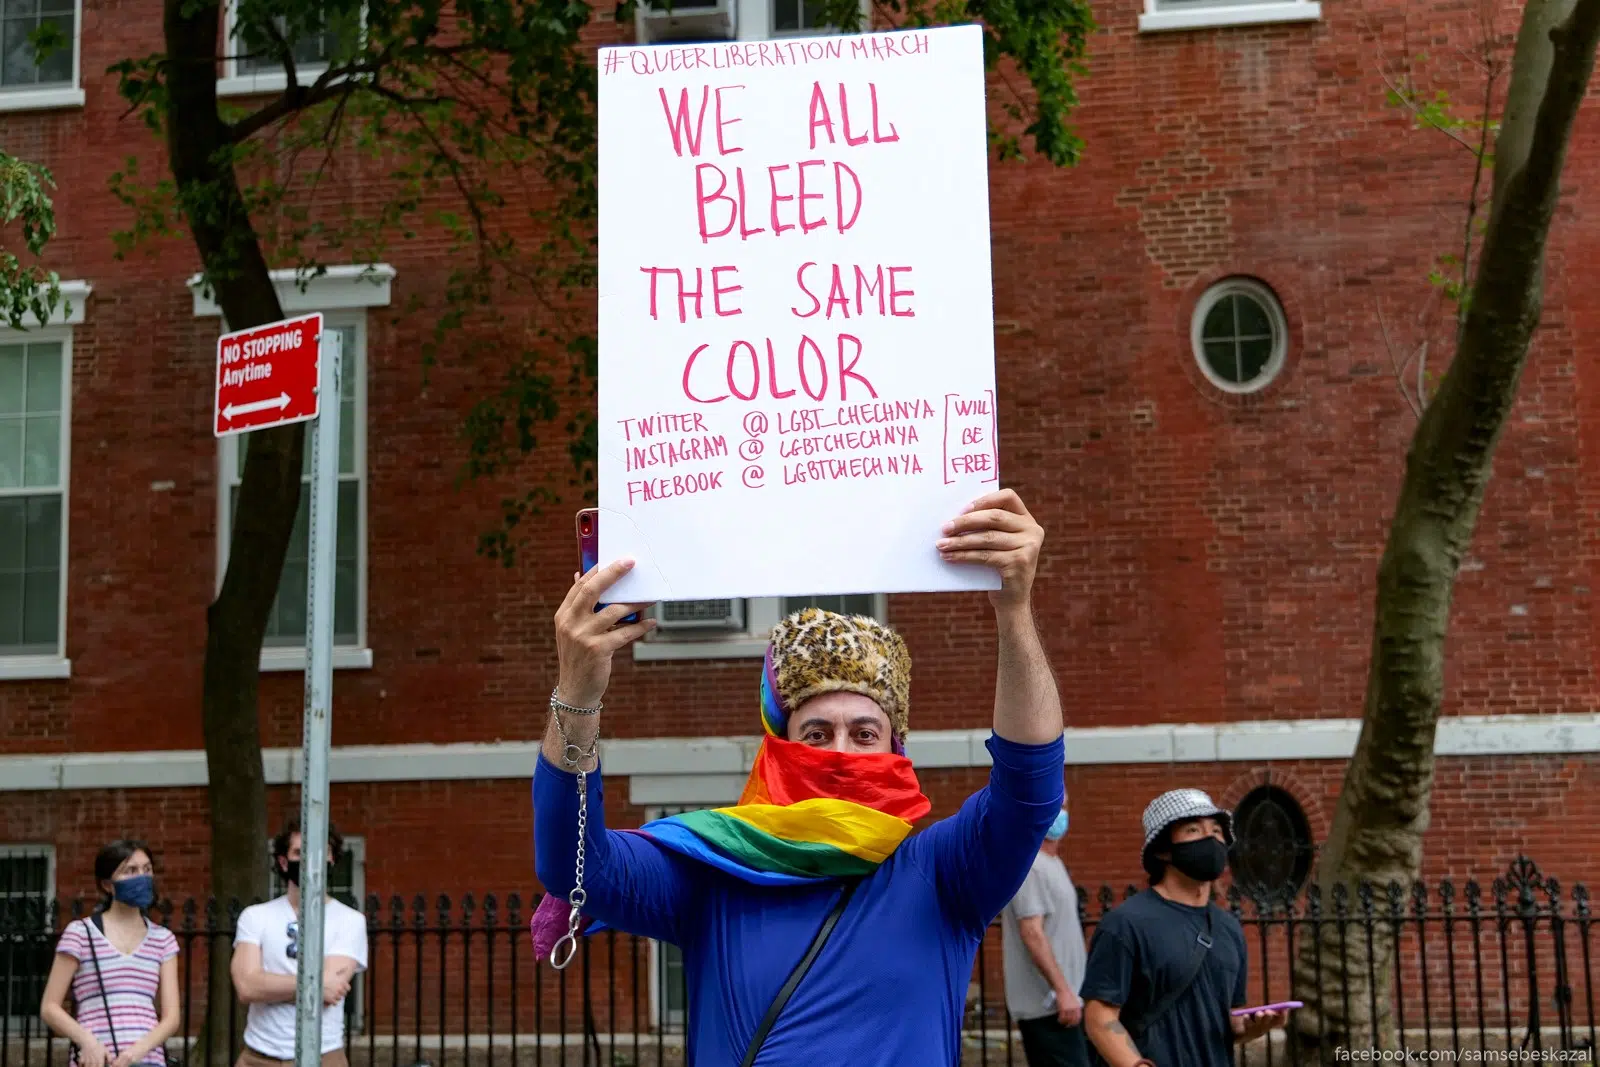 #QUEERLIBERATION MARCH
WE ALL
BLEED
THE SAME
COLOR
TWITTER @ LGBT_CHECHNYA
INSTAGRAM @ LGBTCHECHNYA
FACEBOOK @ LGBTCHECHNYA
[WILL
BE
FREE]
NO STOPPING
Anytime
facebook.com/samsebeskazal